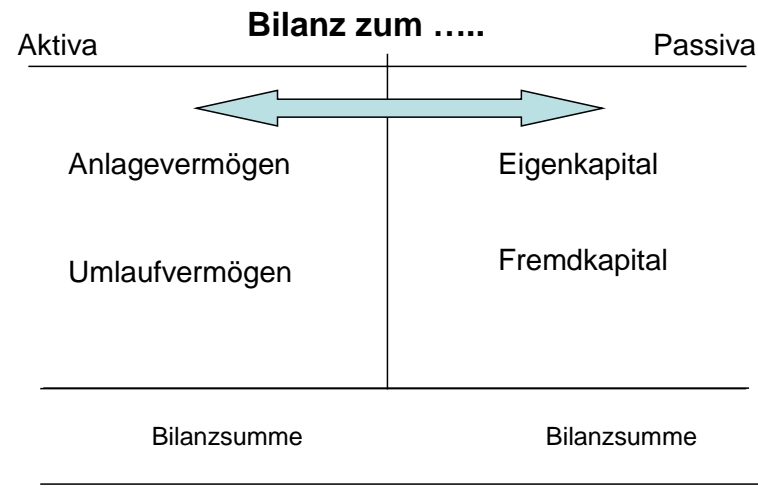 Bilanz zum …..
Aktiva Passiva
Anlagevermögen Eigenkapital
Umlaufvermögen Fremdkapital
Bilanzsumme Bilanzsumme